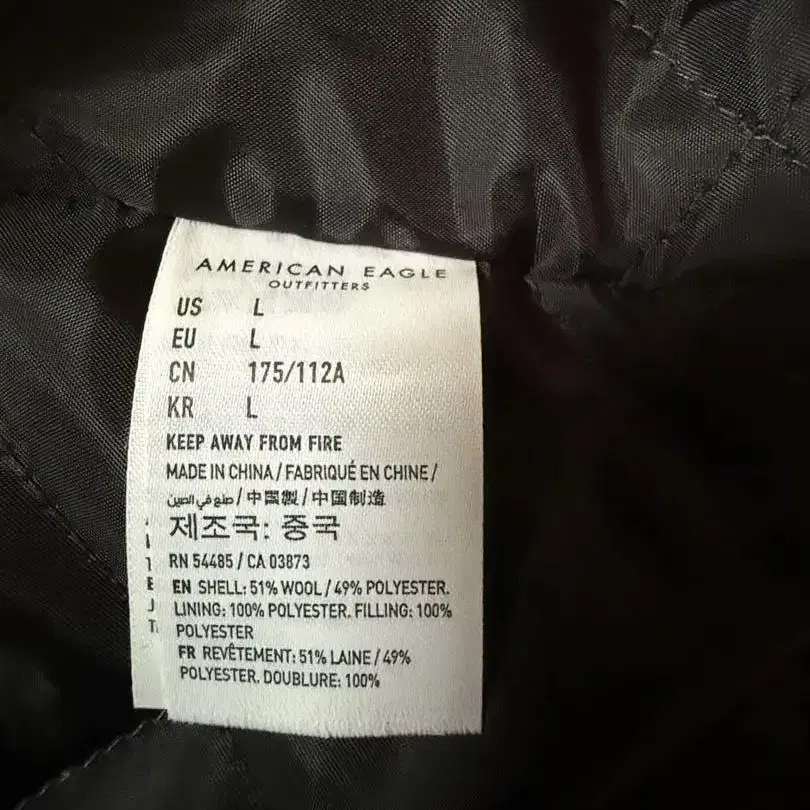 AMERICAN EAGLE
OUTFITTERS
US L
EU L
CN 175/112A
KR L
KEEP AWAY FROM FIRE
MADE IN CHINA / FABRIQUÉ EN CHINE /
صنع في الصين / 中国製 / 中国制造
제조국: 중국
RN 54485 / CA 03873
EN SHELL: 51% WOOL / 49% POLYESTER.
LINING: 100% POLYESTER. FILLING: 100%
POLYESTER
FR REVÊTEMENT: 51% LAINE / 49%
POLYESTER. DOUBLURE: 100%